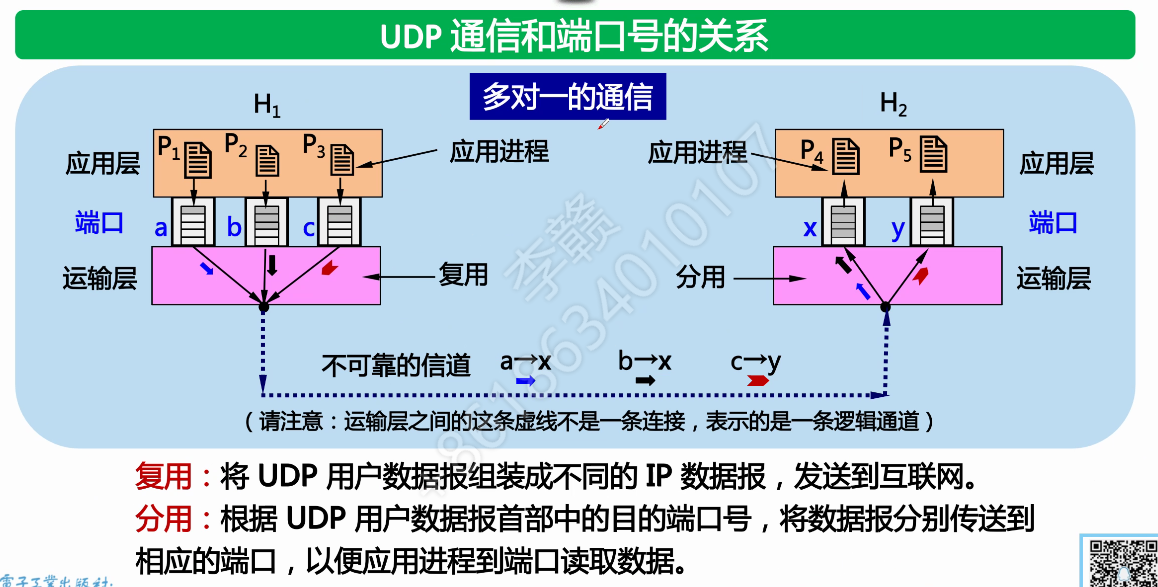 UDP 通信和端口号的关系
多对一的通信
H1
H2
应用层
P1
P2
P3
应用进程
应用进程
P4
P5
应用层
端口
a
b
c
x
y
端口
运输层
复用
分用
运输层
不可靠的信道 a→x b→x c→y
（请注意：运输层之间的这条虚线不是一条连接，表示的是一条逻辑通道）
复用：将 UDP 用户数据报组装成不同的 IP 数据报，发送到互联网。
分用：根据 UDP 用户数据报首部中的目的端口号，将数据报分别传送到
相应的端口，以便应用进程到端口读取数据。
李赣
8618634010107
電子工業出版社·